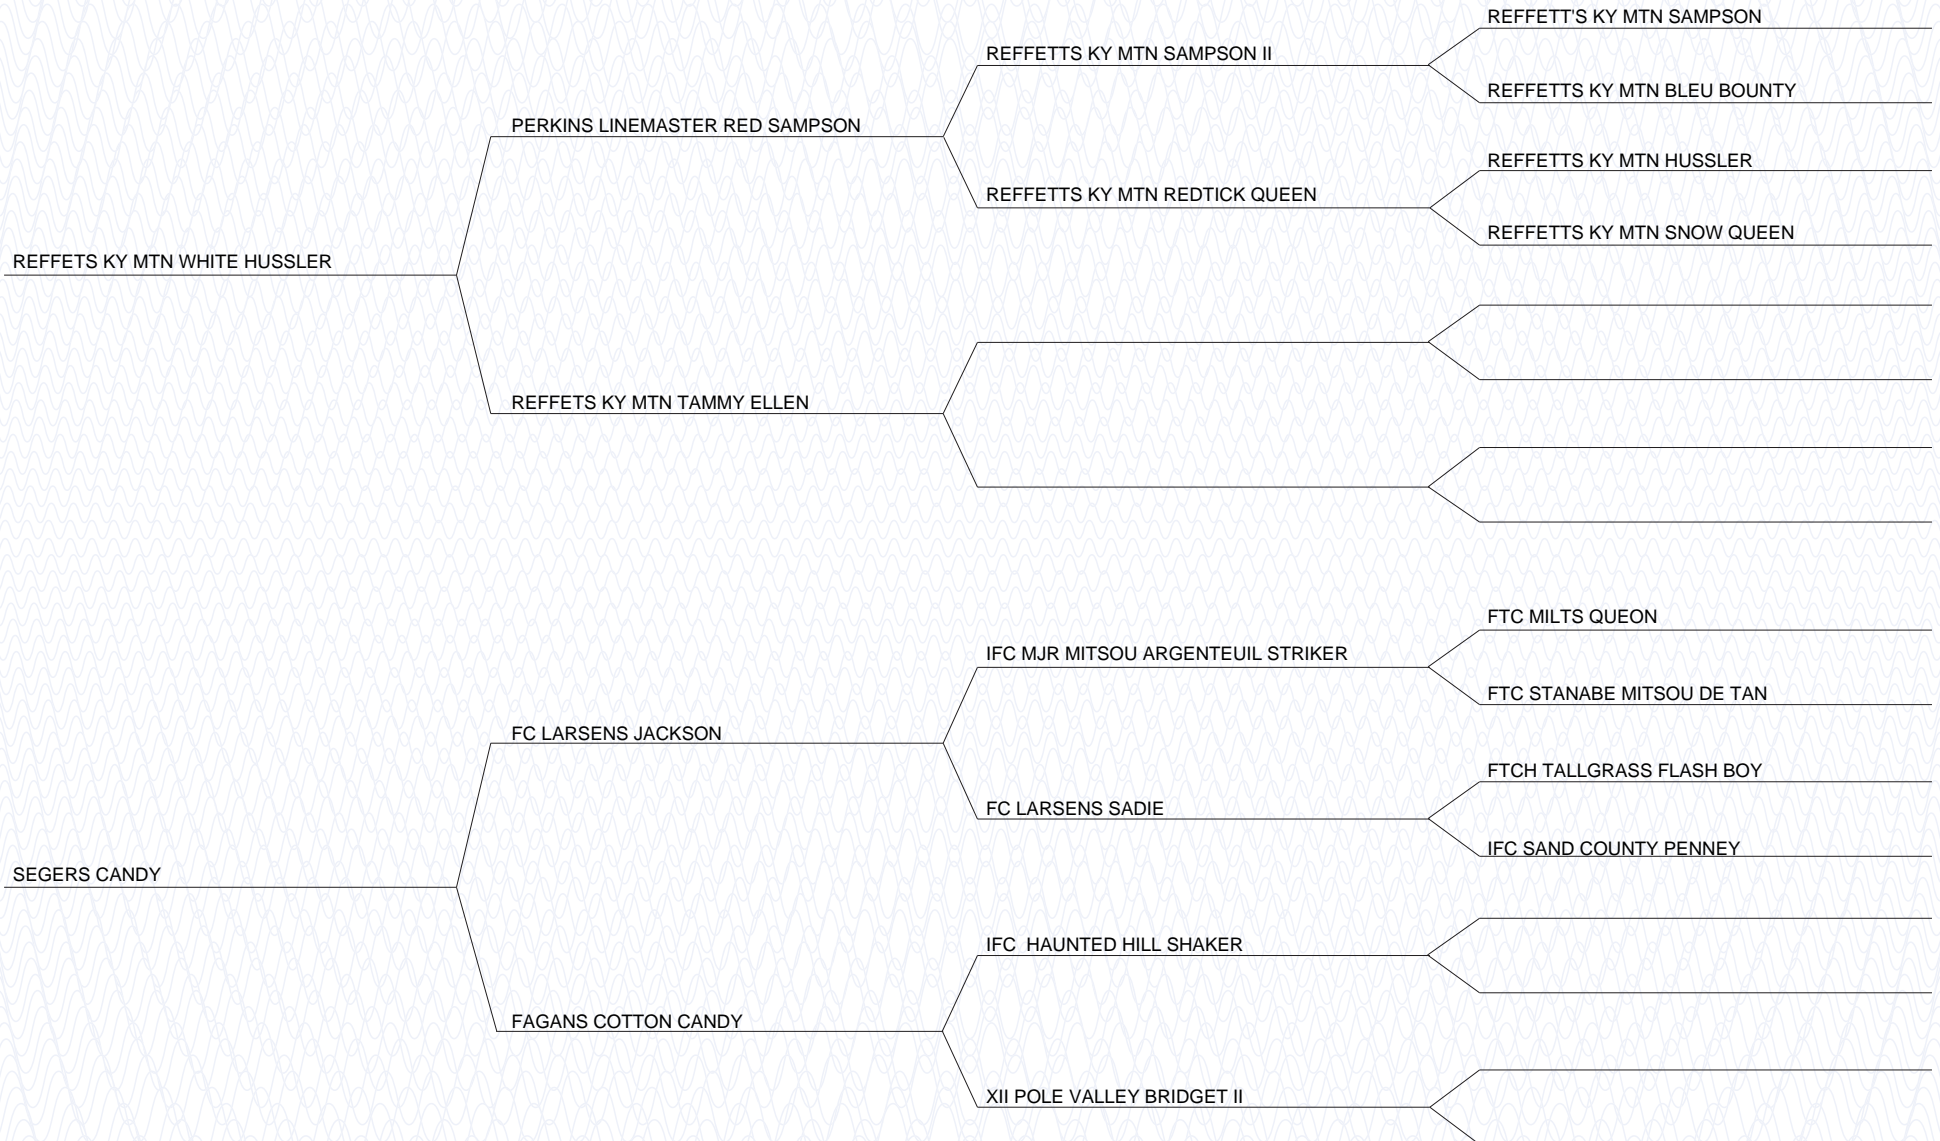 REFFETT'S KY MTN SAMPSON
REFFETTS KY MTN SAMPSON II
REFFETTS KY MTN BLEU BOUNTY
PERKINS LINEMASTER RED SAMPSON
REFFETTS KY MTN HUSSLER
REFFETTS KY MTN REDTICK QUEEN
REFFETTS KY MTN SNOW QUEEN
REFFETS KY MTN WHITE HUSSLER
REFFETS KY MTN TAMMY ELLEN
FTC MILTS QUEON
IFC MJR MITSOU ARGENTEUIL STRIKER
FTC STANABE MITSOU DE TAN
FC LARSENS JACKSON
FTCH TALLGRASS FLASH BOY
FC LARSENS SADIE
IFC SAND COUNTY PENNEY
SEGERS CANDY
IFC  HAUNTED HILL SHAKER
FAGANS COTTON CANDY
XII POLE VALLEY BRIDGET II